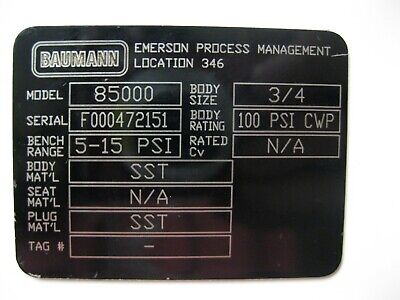 BAUMANN
EMERSON PROCESS MANAGEMENT
LOCATION 346
MODEL 85000 BODY SIZE 3/4
SERIAL F000472151 BODY RATING 100 PSI CWP
BENCH RANGE 5-15 PSI RATED Cv N/A
BODY MAT'L SST
SEAT MAT'L N/A
PLUG MAT'L SST
TAG # -